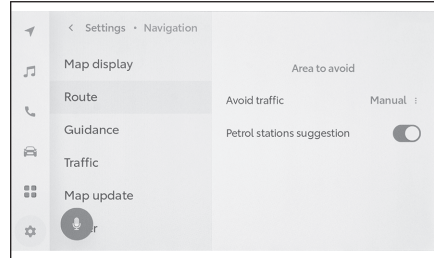 < Settings • Navigation
Map display
Route
Guidance
Traffic
Map update
Area to avoid
Avoid traffic Manual
Petrol stations suggestion